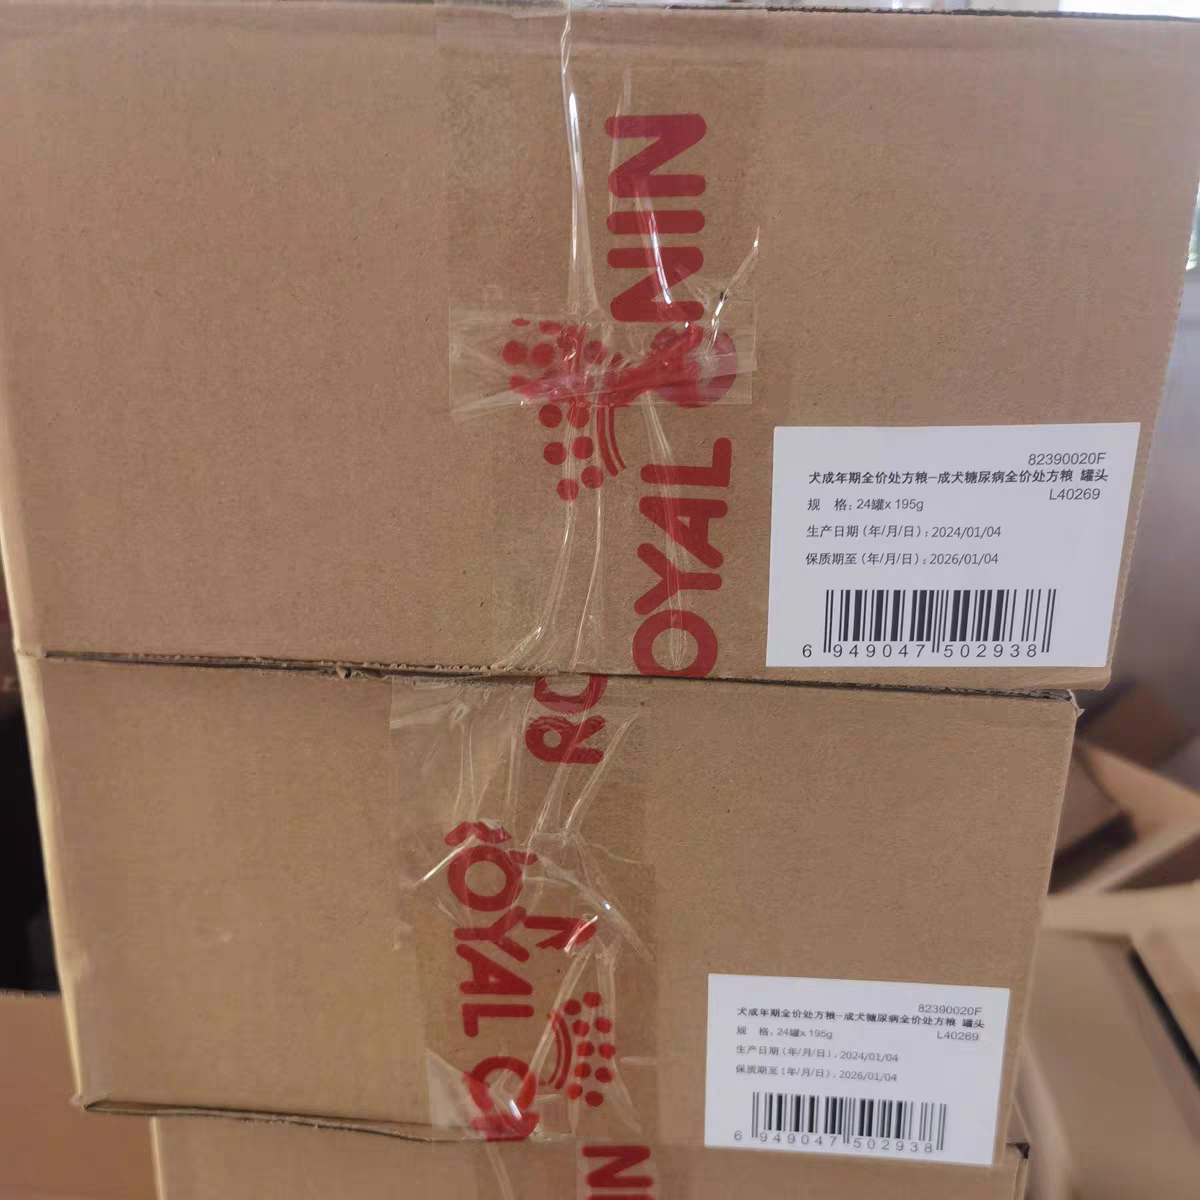 ROYAL C NIN
82390020F
犬成年期全价处方粮-成犬糖尿病全价处方粮 罐头
L40269
规 格: 24罐x 195g
生产日期(年/月/日): 2024/01/04
保质期至(年/月/日): 2026/01/04
6 949047 502938
RO
ROYAL C
82390020F
犬成年期全价处方粮-成犬糖尿病全价处方粮 罐头
L40269
规 格: 24罐x 195g
生产日期(年/月/日): 2024/01/04
保质期至(年/月/日): 2026/01/04
6 949047 502938
IN